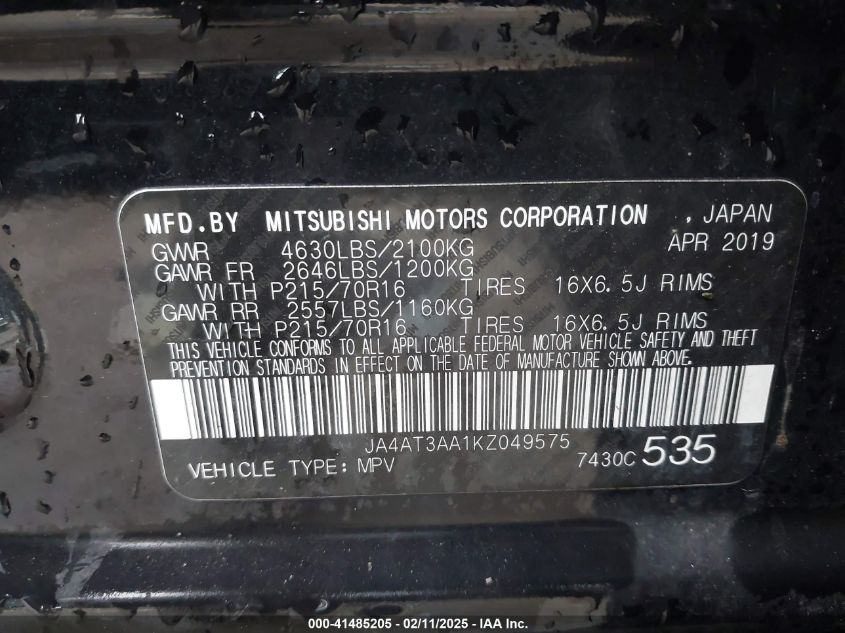 MFD.BY MITSUBISHI MOTORS CORPORATION , JAPAN
GVWR 4630LBS/2100KG APR 2019
GAWR FR 2646LBS/1200KG
WITH P215/70R16 TIRES 16X6.5J RIMS
GAWR RR 2557LBS/1160KG
WITH P215/70R16 TIRES 16X6.5J RIMS
THIS VEHICLE CONFORMS TO ALL APPLICABLE FEDERAL MOTOR VEHICLE SAFETY AND THEFT
PREVENTION STANDARDS IN EFFECT ON THE DATE OF MANUFACTURE SHOWN ABOVE.
JA4AT3AA1KZ049575
VEHICLE TYPE: MPV 7430C 535
000-41485205 - 02/11/2025 - IAA Inc.